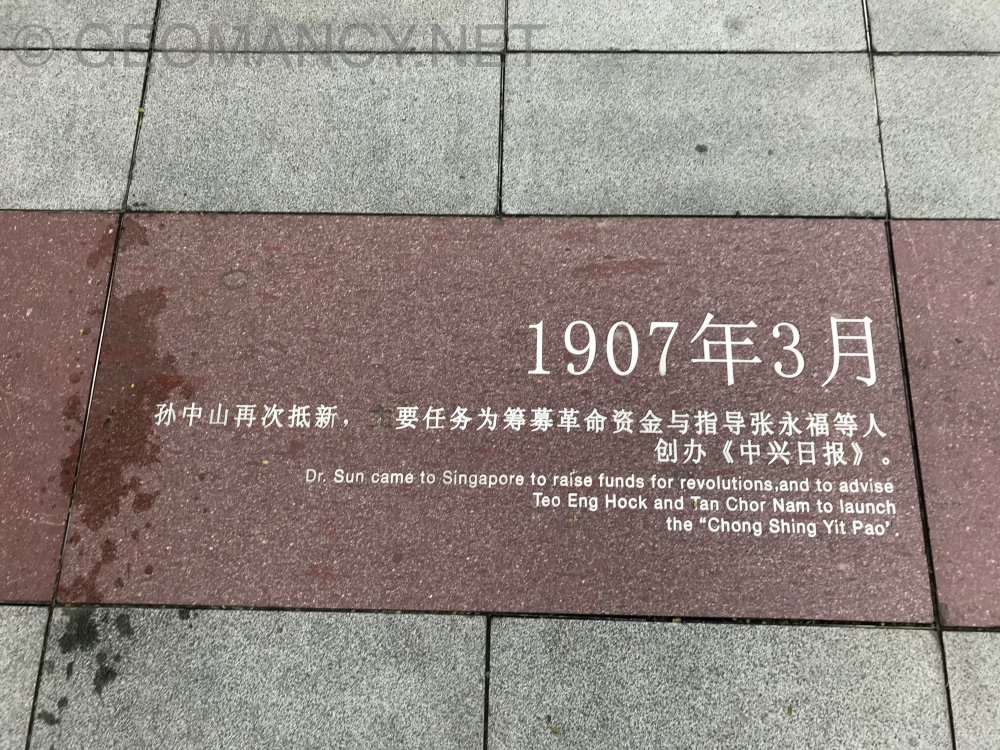 © GEOMANCY.NET
1907年3月
孙中山再次抵新， 要任务为筹募革命资金与指导张永福等人
创办《中兴日报》。
Dr. Sun came to Singapore to raise funds for revolutions,and to advise
Teo Eng Hock and Tan Chor Nam to launch
the “Chong Shing Yit Pao’.